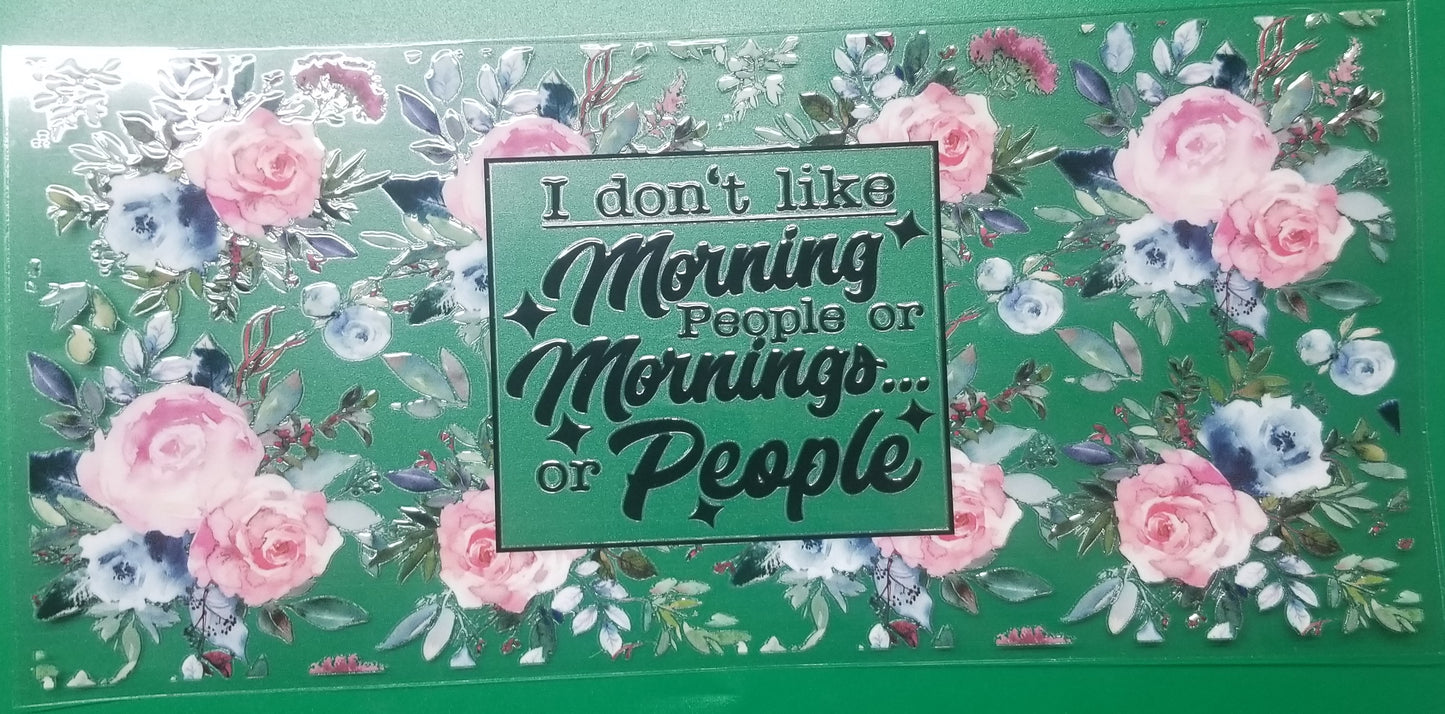 I don't like
Morning
People or
Mornings...
or People